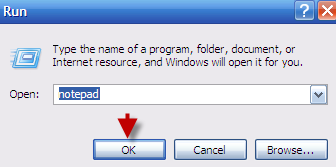 Run
Type the name of a program, folder, document, or
Internet resource, and Windows will open it for you.
Open: notepad
OK Cancel Browse...